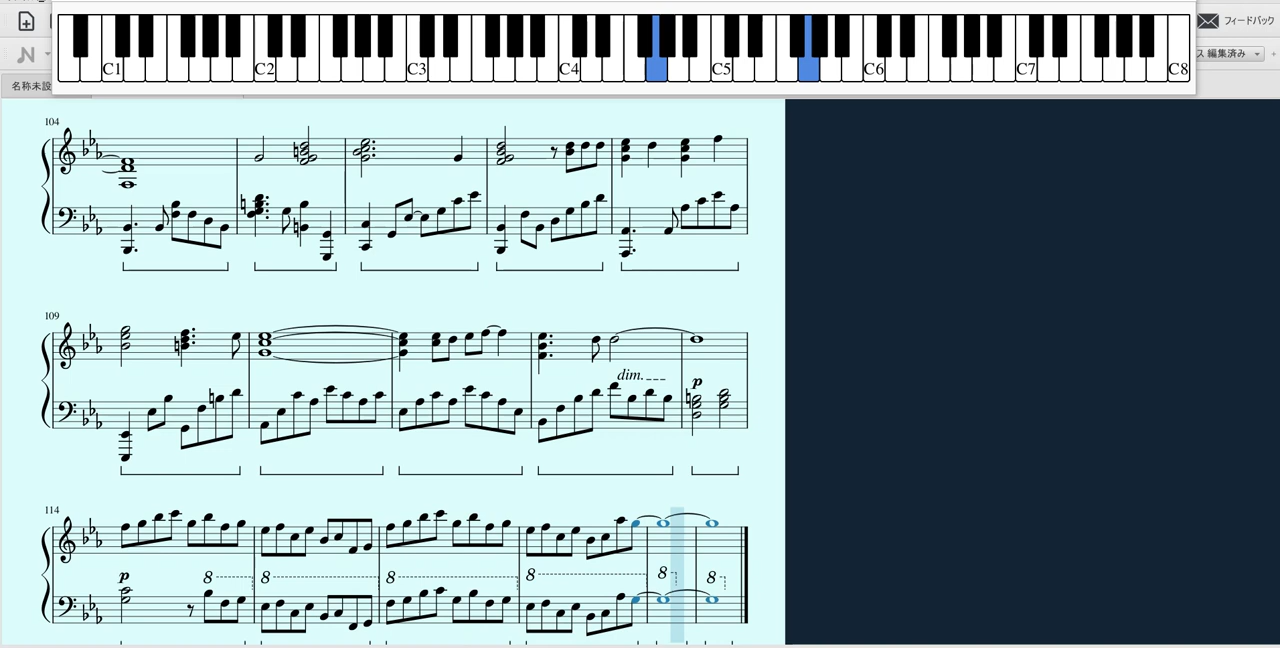 フィードバック
C1 C2 C3 C4 C5 C6 C7 C8
ス 編集済み
名称未設
104
109
dim.
p
114
p
8 8 8 8 8 8